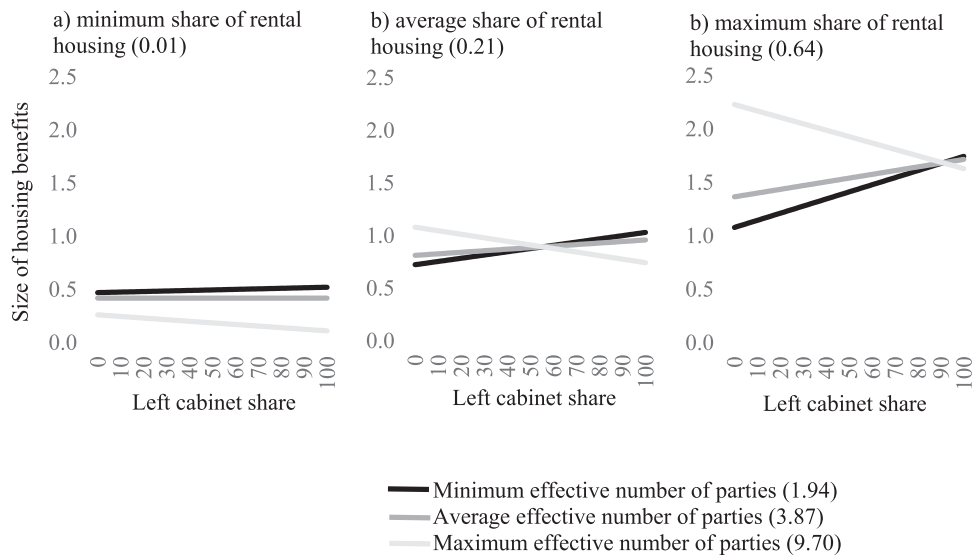 a) minimum share of rental
housing (0.01)
b) average share of rental
housing (0.21)
b) maximum share of rental
housing (0.64)
Size of housing benefits
2.5
2.0
1.5
1.0
0.5
0.0
0 10 20 30 40 50 60 70 80 90 100
Left cabinet share
2.5
2.0
1.5
1.0
0.5
0.0
0 10 20 30 40 50 60 70 80 90 100
Left cabinet share
2.5
2.0
1.5
1.0
0.5
0.0
0 10 20 30 40 50 60 70 80 90 100
Left cabinet share
Minimum effective number of parties (1.94)
Average effective number of parties (3.87)
Maximum effective number of parties (9.70)